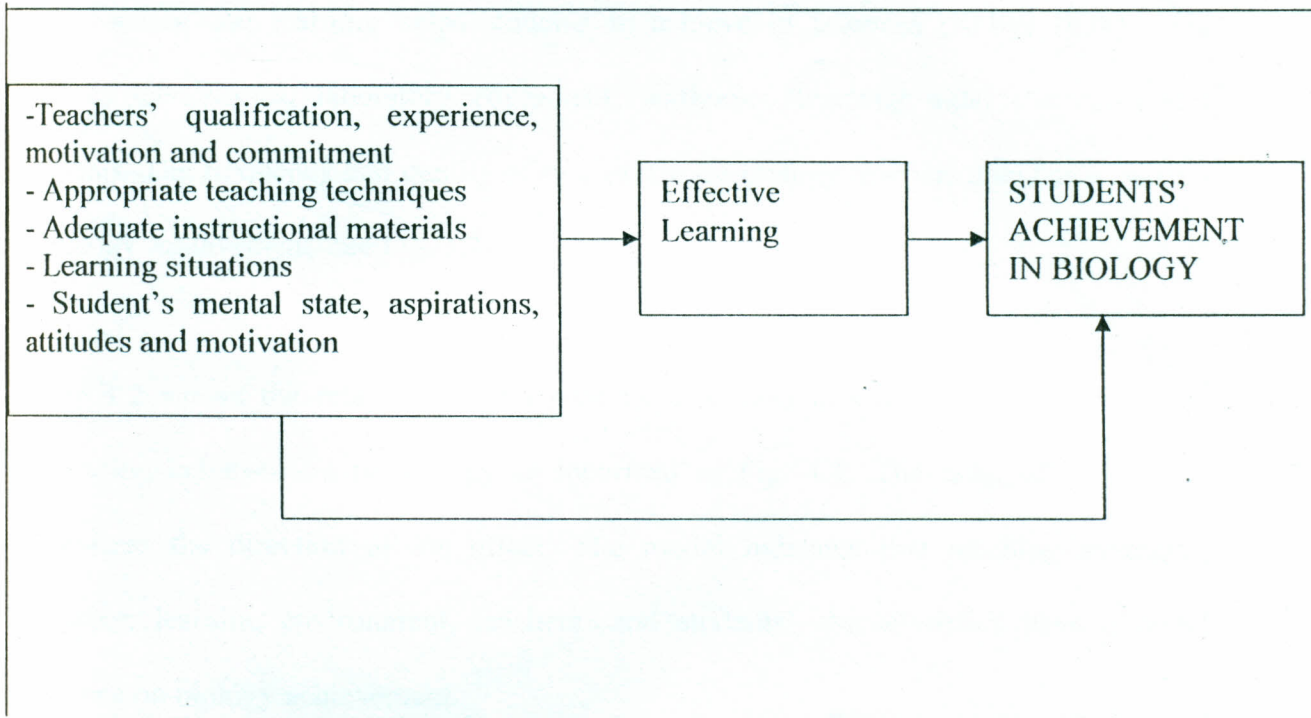 -Teachers' qualification, experience,
motivation and commitment
- Appropriate teaching techniques
- Adequate instructional materials
- Learning situations
- Student's mental state, aspirations,
attitudes and motivation
Effective
Learning
STUDENTS'
ACHIEVEMENT
IN BIOLOGY